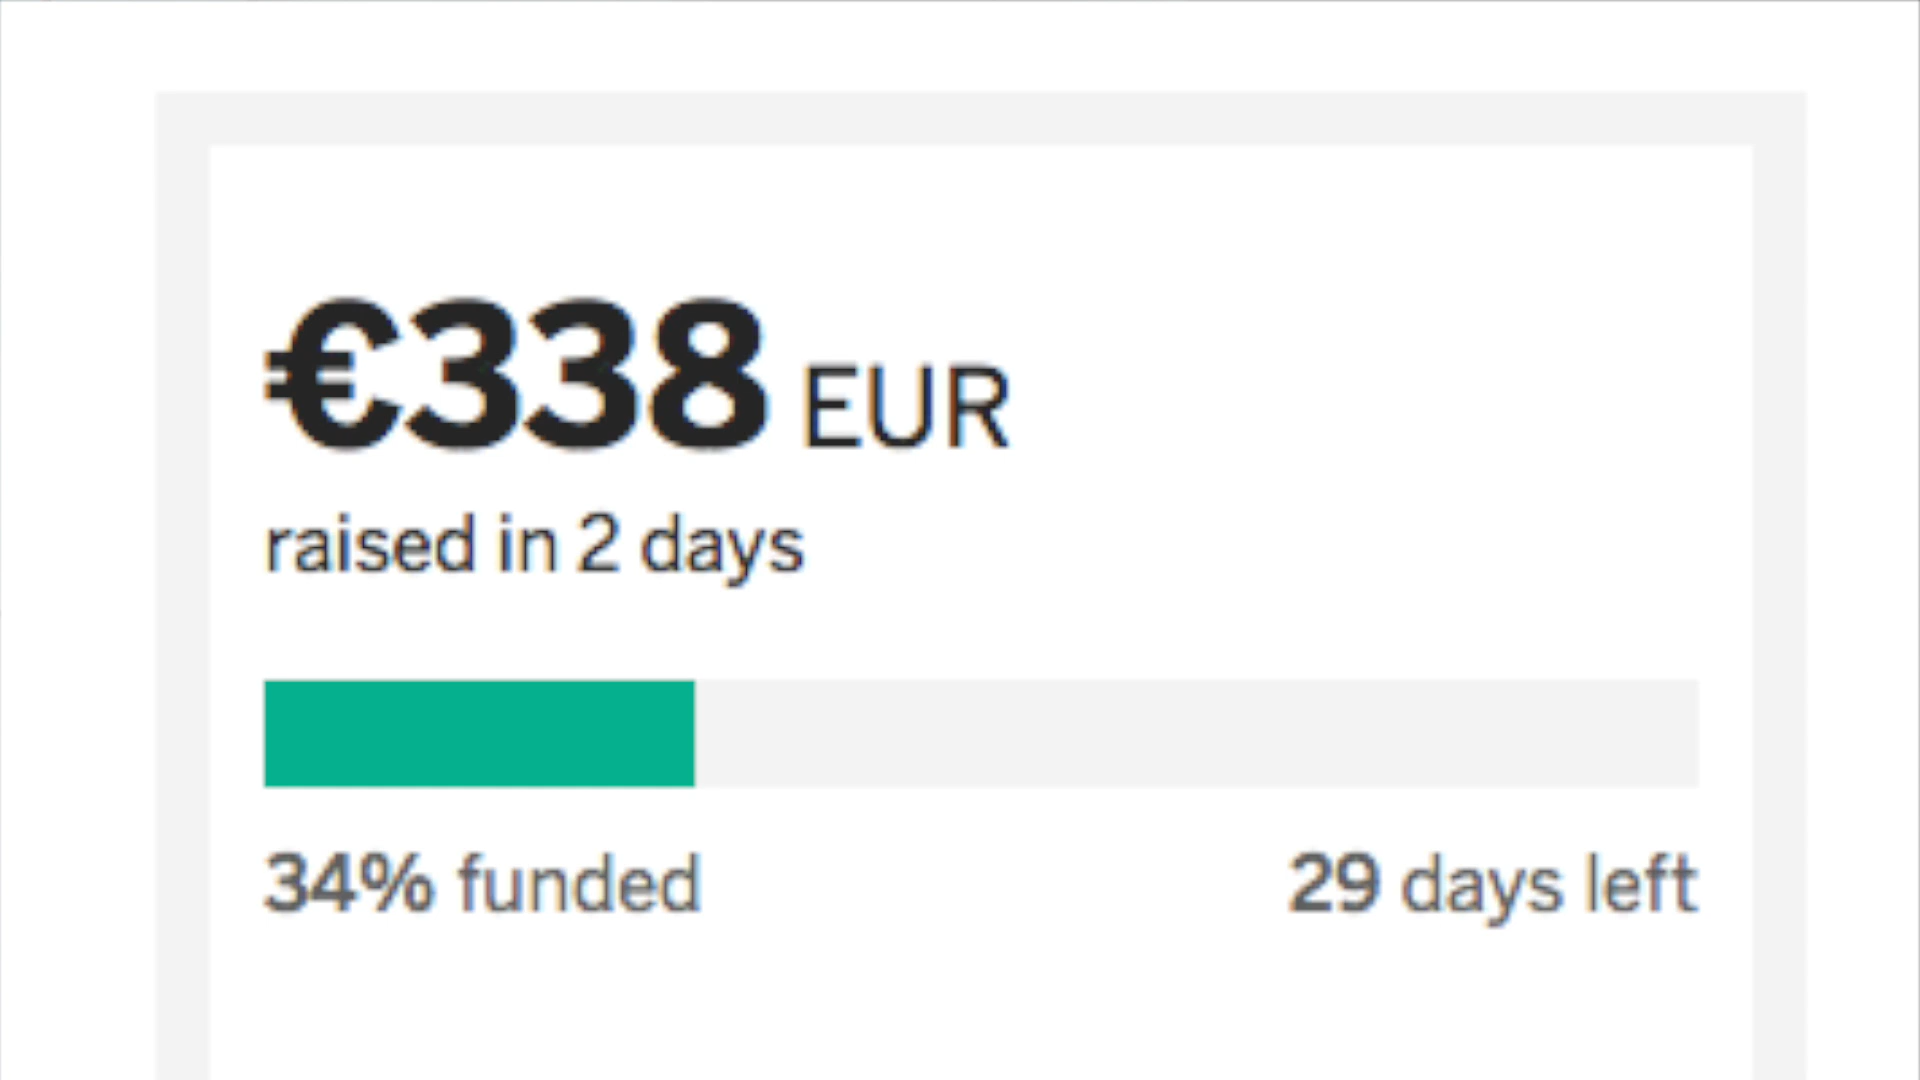 €338 EUR
raised in 2 days
34% funded 29 days left